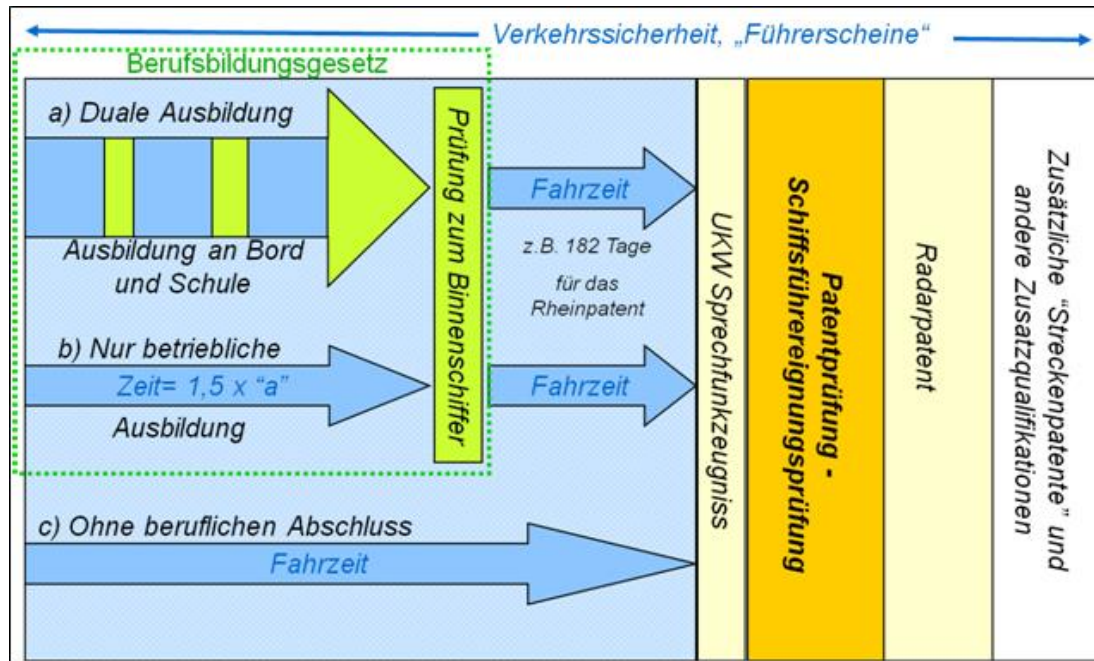 Verkehrssicherheit, „Führerscheine“
Berufsbildungsgesetz
a) Duale Ausbildung
Ausbildung an Bord
und Schule
b) Nur betriebliche
Zeit= 1,5 x “a”
Ausbildung
Prüfung zum Binnenschiffer
Fahrzeit
z.B. 182 Tage
für das
Rheinpatent
Fahrzeit
c) Ohne beruflichen Abschluss
Fahrzeit
UKW Sprechfunkzeugniss
Patentprüfung -
Schiffsführereignungsprüfung
Radarpatent
Zusätzliche “Streckenpatente” und
andere Zusatzqualifikationen